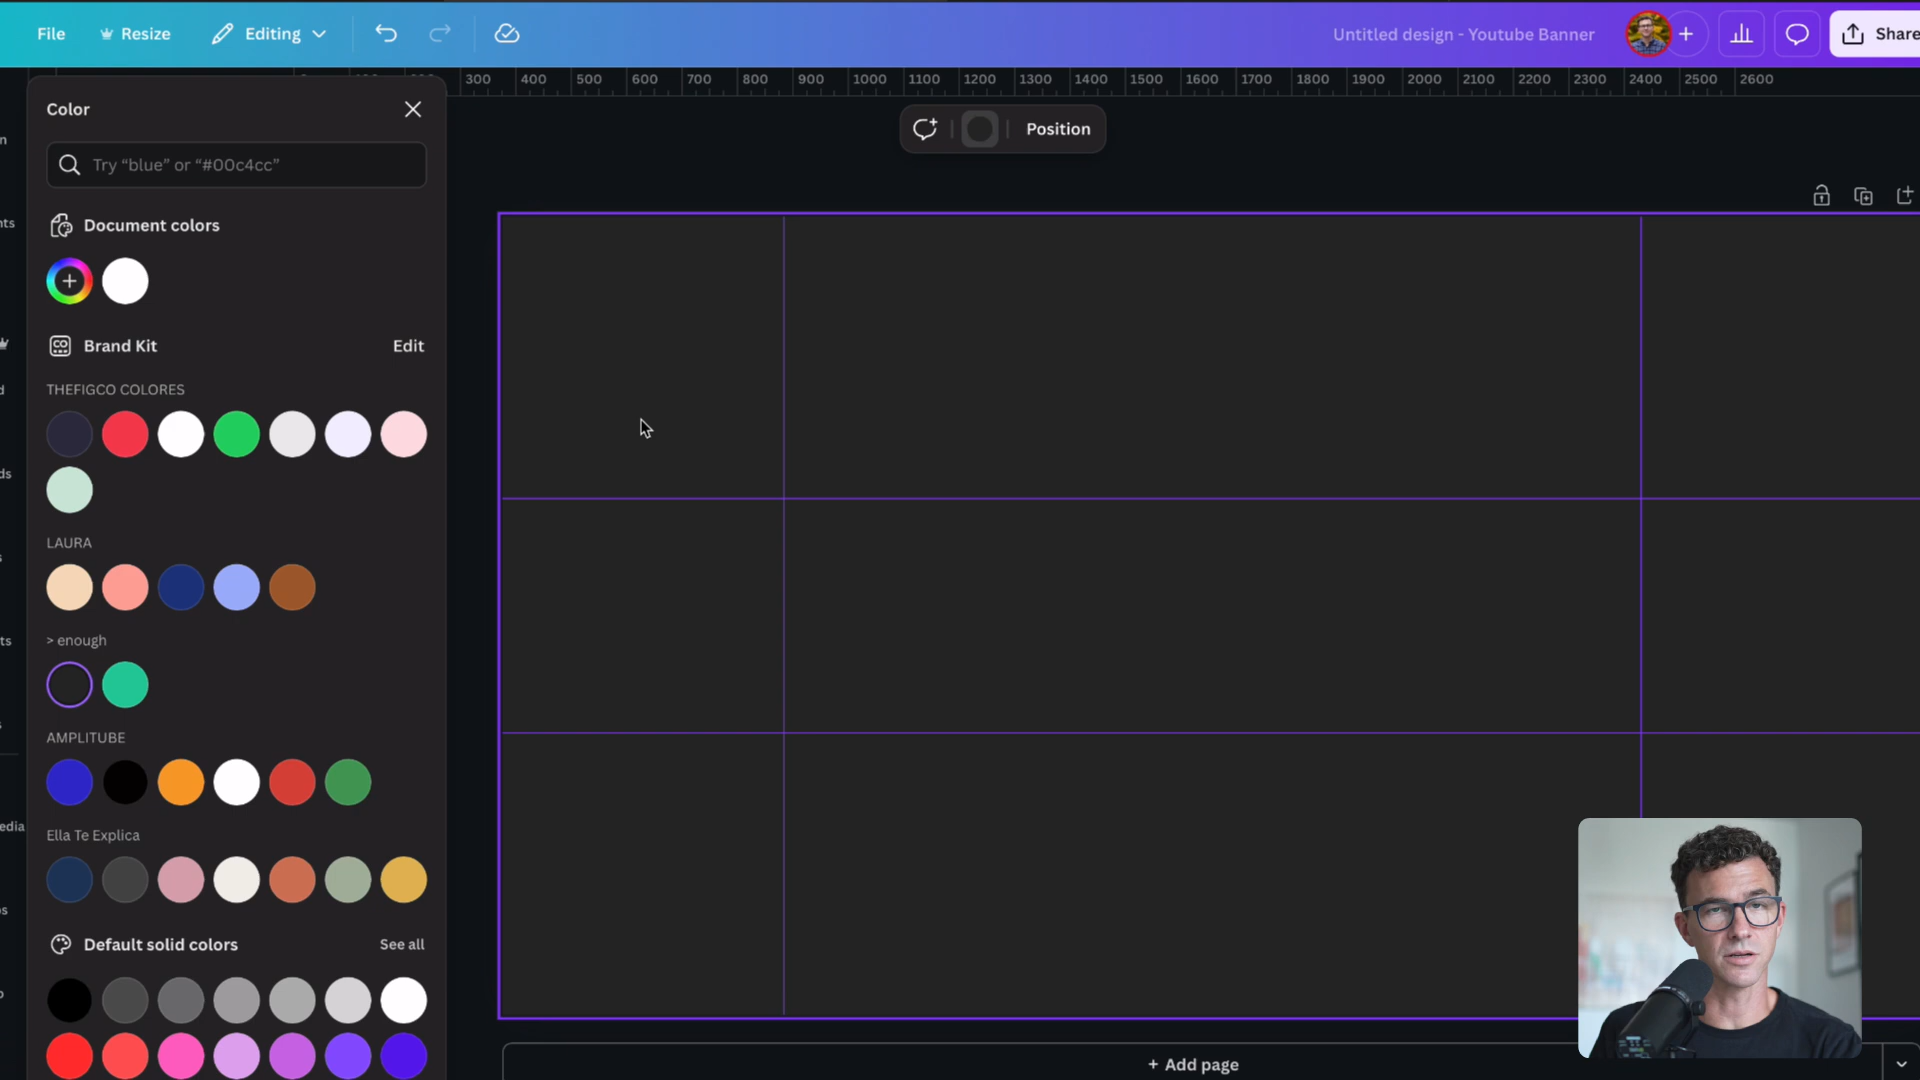 File Resize Editing Untitled design - Youtube Banner Share
300 400 500 600 700 800 900 1000 1100 1200 1300 1400 1500 1600 1700 1800 1900 2000 2100 2200 2300 2400 2500 2600
Color
Position
Try “blue” or “#00c4cc”
Document colors
Brand Kit Edit
THEFIGCO COLORES
LAURA
> enough
AMPLITUBE
Ella Te Explica
Default solid colors See all
+ Add page